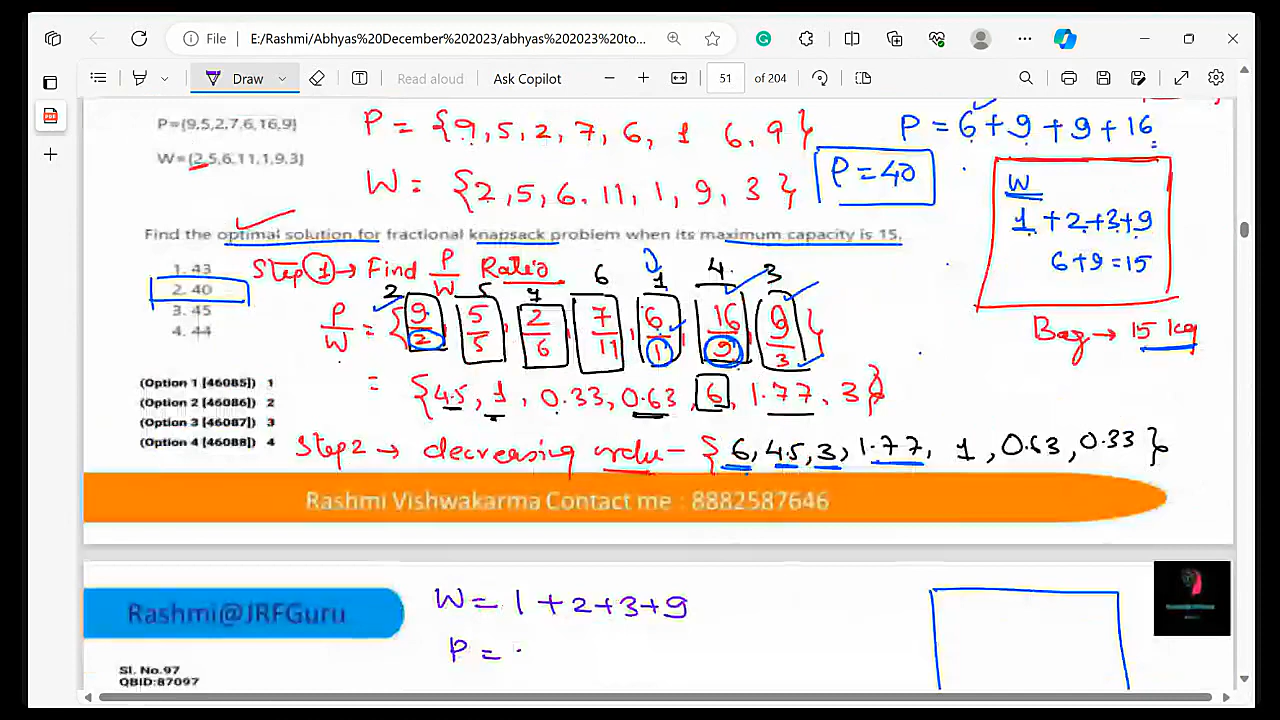 File E:/Rashmi/Abhyas%20December%202023/abhyas%202023%20to...
Draw Read aloud Ask Copilot 51 of 204
P={9,5,2,7,6,16,9}
W={2,5,6,11,1,9,3}
P = {9,5,2,7,6,1 6,9}
W = {2,5,6.11,1,9,3}
P = 6+9+9+16
P = 40
W
1+2+3+9
6+9=15
Bag → 15 kg
Find the optimal solution for fractional knapsack problem when its maximum capacity is 15.
1. 43
2. 40
3. 45
4. 44
Step 1 → Find P/W Ratio
2 5 7 6 1 4. 3
P/W = {9/2, 5/5, 2/6, 7/11, 6/1, 16/9, 9/3}
= {4.5, 1, 0.33, 0.63, 6, 1.77, 3}
Step2 → decreasing order - {6, 4.5, 3, 1.77, 1, 0.63, 0.33}
(Option 1 [46085]) 1
(Option 2 [46086]) 2
(Option 3 [46087]) 3
(Option 4 [46088]) 4
Rashmi Vishwakarma Contact me : 8882587646
Rashmi@JRFGuru
W = 1+2+3+9
P =
Sl. No.97
QBID:87097